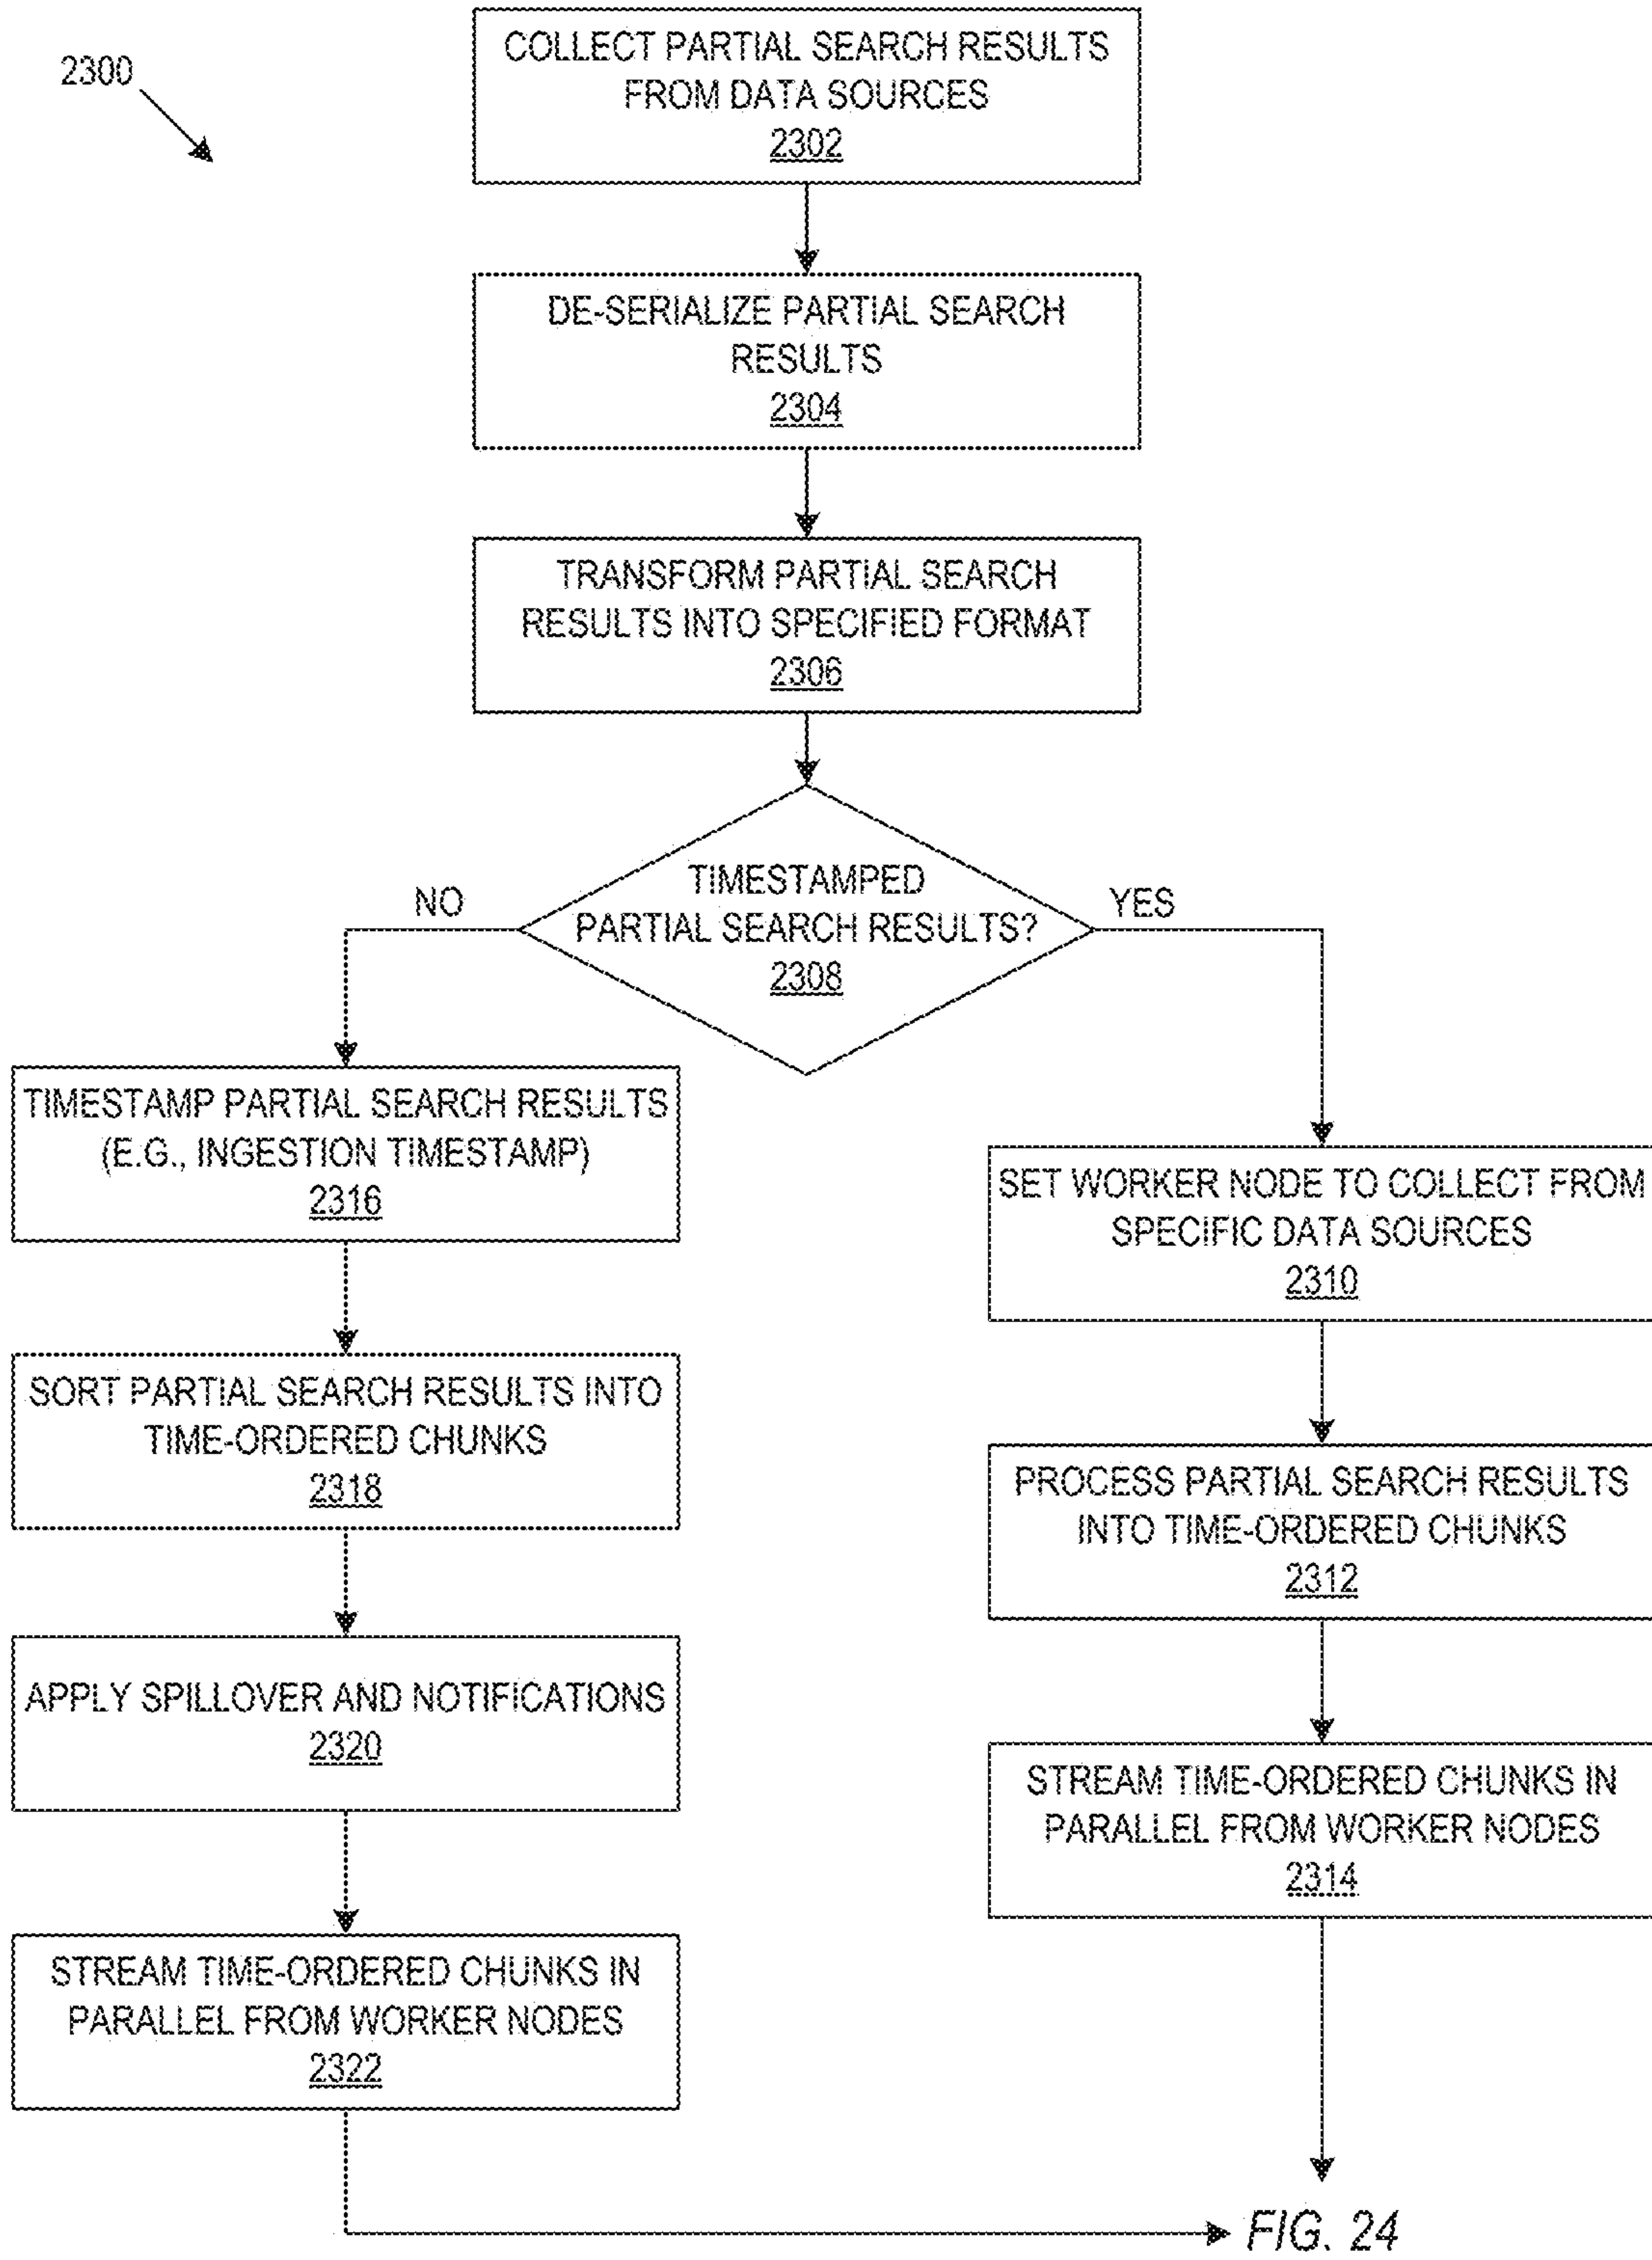 2300
COLLECT PARTIAL SEARCH RESULTS
FROM DATA SOURCES
2302
DE-SERIALIZE PARTIAL SEARCH
RESULTS
2304
TRANSFORM PARTIAL SEARCH
RESULTS INTO SPECIFIED FORMAT
2306
TIMESTAMPED
PARTIAL SEARCH RESULTS?
2308
NO
YES
TIMESTAMP PARTIAL SEARCH RESULTS
(E.G., INGESTION TIMESTAMP)
2316
SORT PARTIAL SEARCH RESULTS INTO
TIME-ORDERED CHUNKS
2318
APPLY SPILLOVER AND NOTIFICATIONS
2320
STREAM TIME-ORDERED CHUNKS IN
PARALLEL FROM WORKER NODES
2322
SET WORKER NODE TO COLLECT FROM
SPECIFIC DATA SOURCES
2310
PROCESS PARTIAL SEARCH RESULTS
INTO TIME-ORDERED CHUNKS
2312
STREAM TIME-ORDERED CHUNKS IN
PARALLEL FROM WORKER NODES
2314
FIG. 24